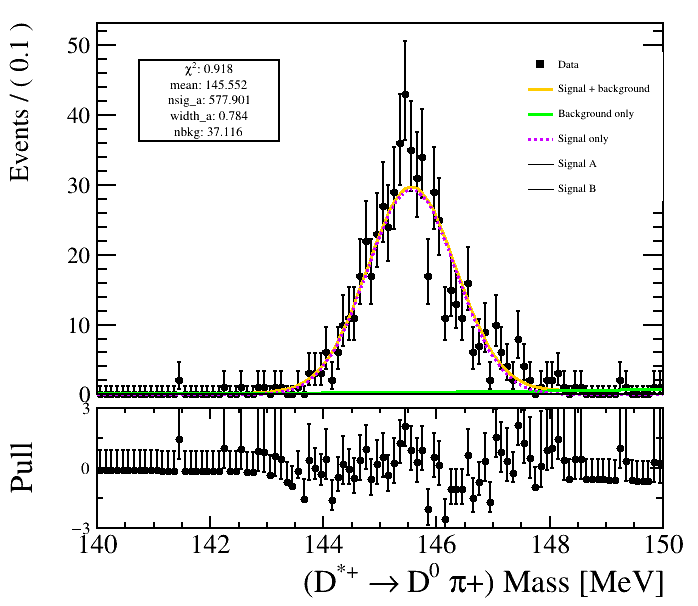 Events / ( 0.1 )
50
40
30
20
10
0
χ²: 0.918
mean: 145.552
nsig_a: 577.901
width_a: 0.784
nbkg: 37.116
Data
Signal + background
Background only
Signal only
Signal A
Signal B
Pull
3
0
−3
140 142 144 146 148 150
(D*+ → D⁰ π+) Mass [MeV]